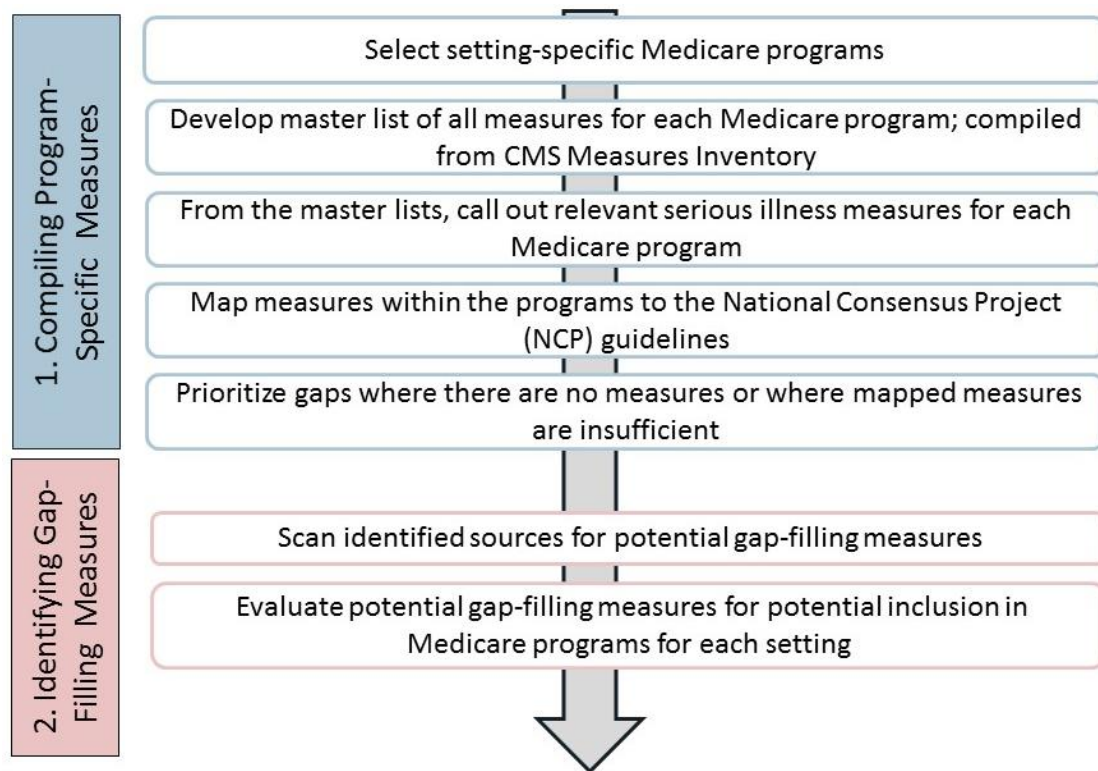 1. Compiling Program-
Specific Measures
Select setting-specific Medicare programs
Develop master list of all measures for each Medicare program; compiled
from CMS Measures Inventory
From the master lists, call out relevant serious illness measures for each
Medicare program
Map measures within the programs to the National Consensus Project
(NCP) guidelines
Prioritize gaps where there are no measures or where mapped measures
are insufficient
2. Identifying Gap-
Filling Measures
Scan identified sources for potential gap-filling measures
Evaluate potential gap-filling measures for potential inclusion in
Medicare programs for each setting